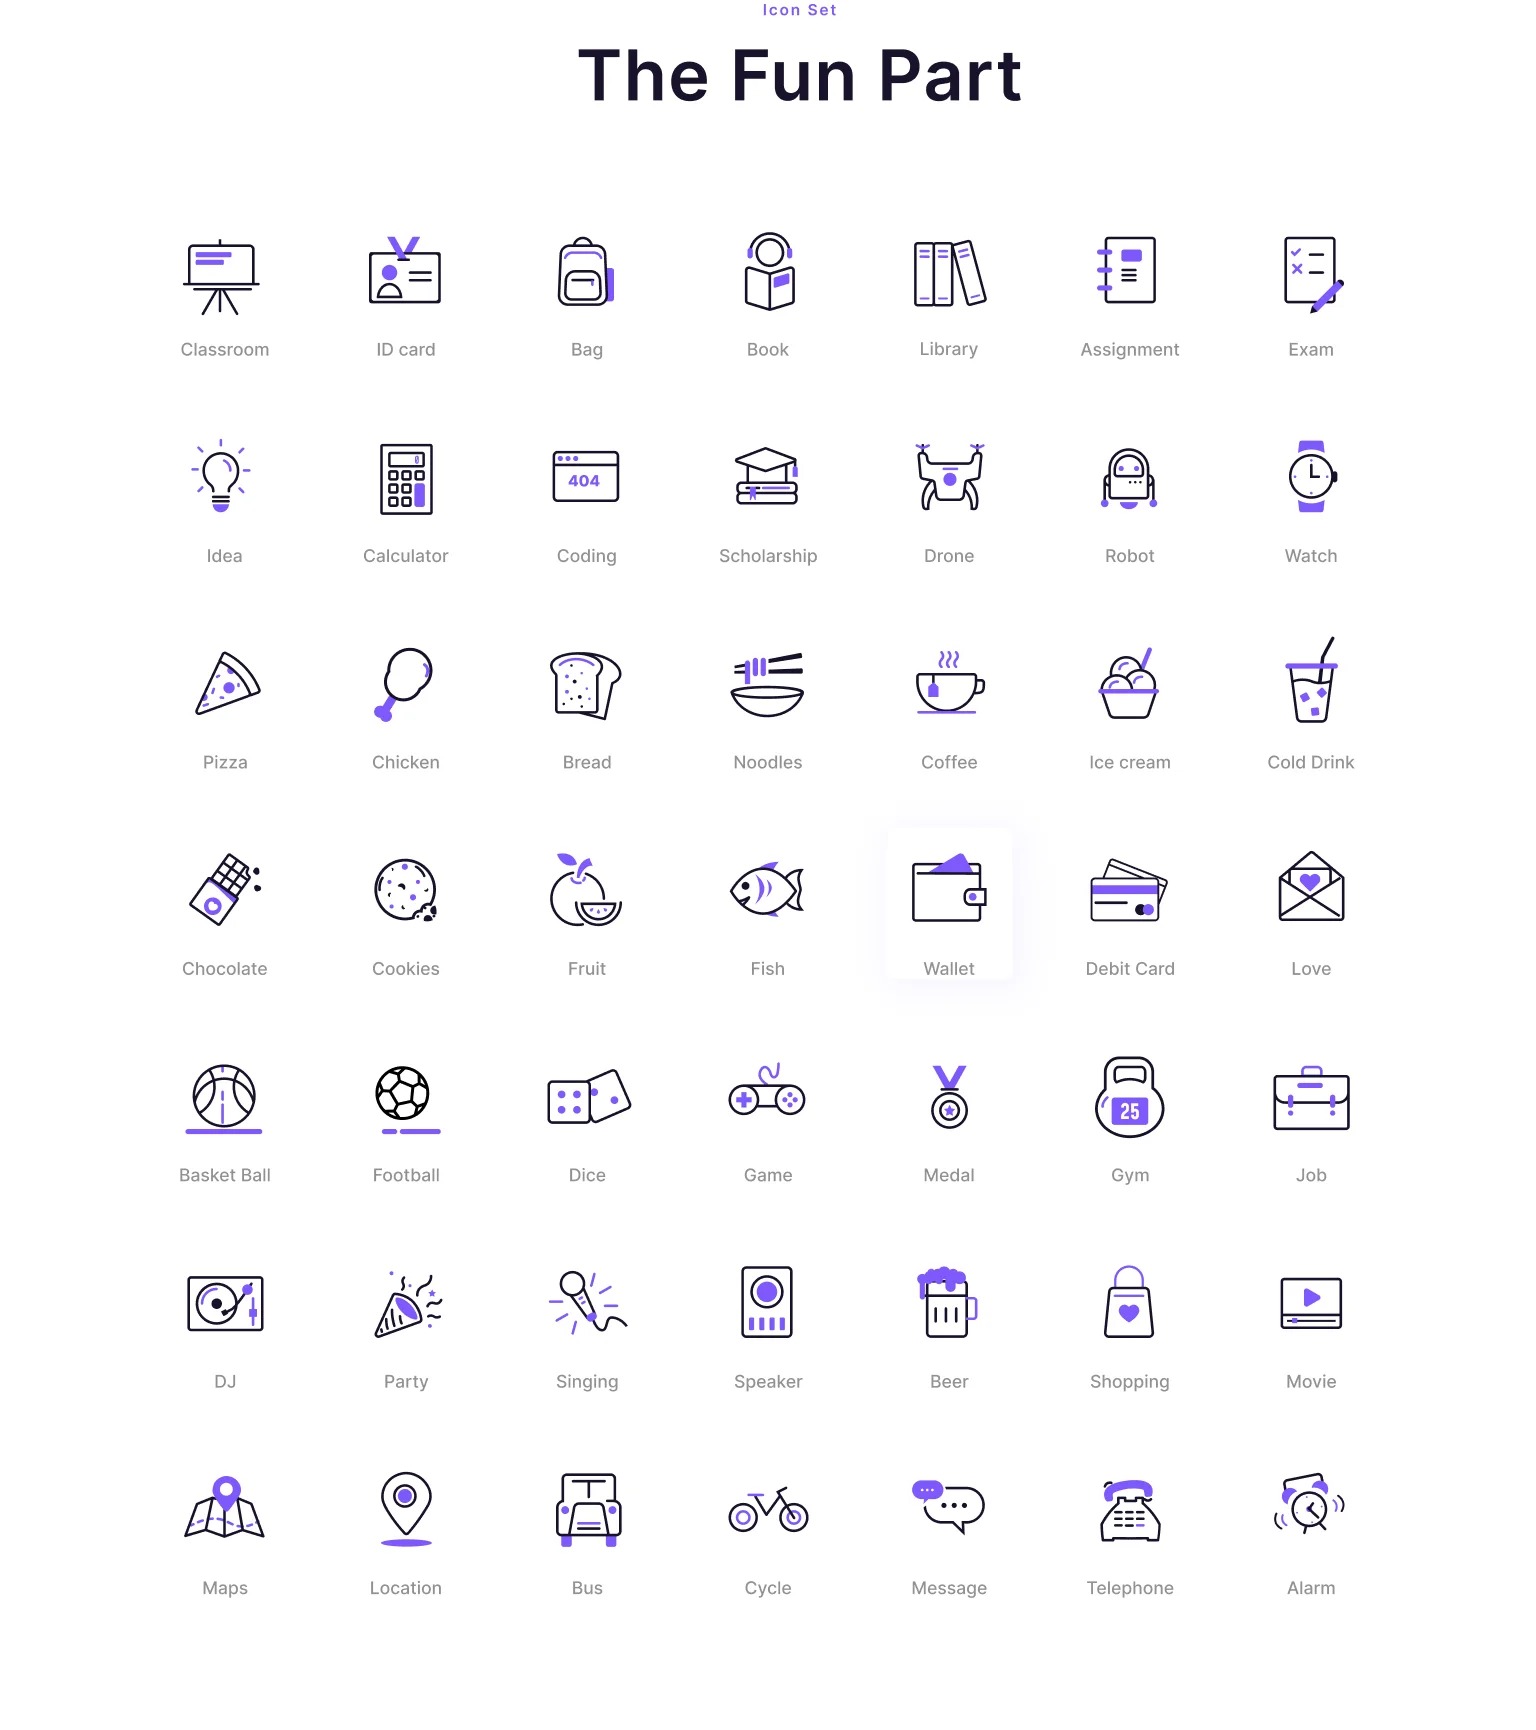 Icon Set
The Fun Part
Classroom
ID card
Bag
Book
Library
Assignment
Exam
404
Idea
Calculator
Coding
Scholarship
Drone
Robot
Watch
Pizza
Chicken
Bread
Noodles
Coffee
Ice cream
Cold Drink
Chocolate
Cookies
Fruit
Fish
Wallet
Debit Card
Love
25
Basket Ball
Football
Dice
Game
Medal
Gym
Job
DJ
Party
Singing
Speaker
Beer
Shopping
Movie
Maps
Location
Bus
Cycle
Message
Telephone
Alarm